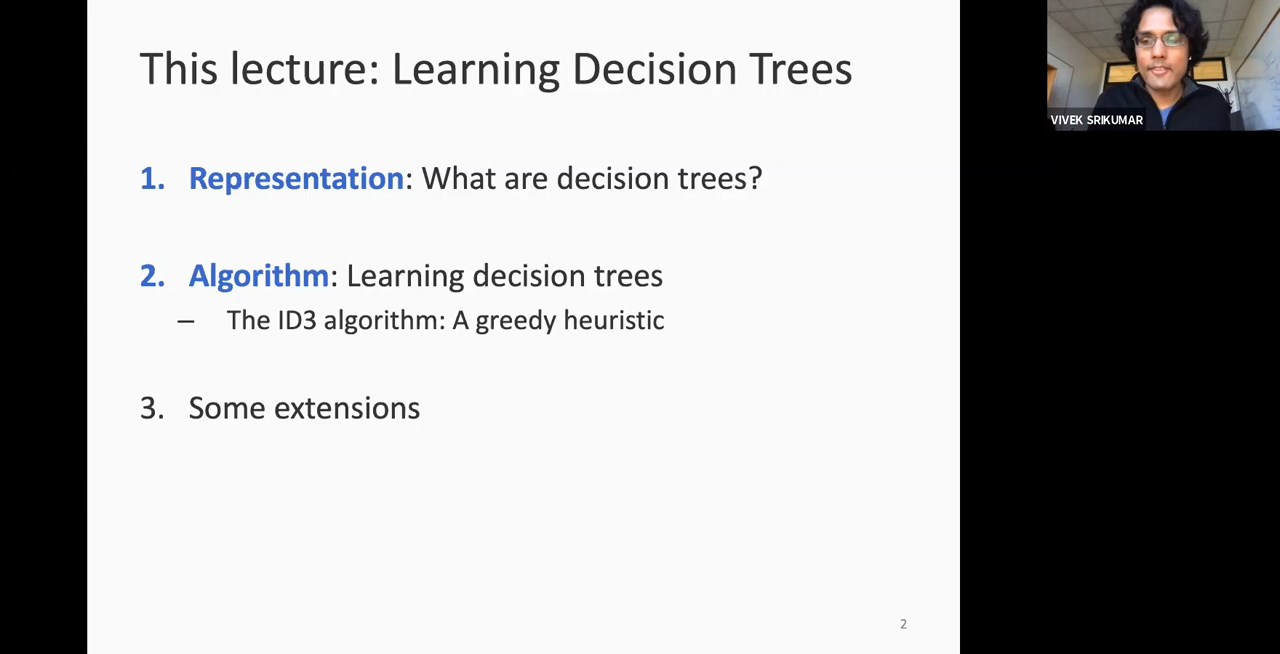 This lecture: Learning Decision Trees
VIVEK SRIKUMAR
1. Representation: What are decision trees?
2. Algorithm: Learning decision trees
– The ID3 algorithm: A greedy heuristic
3. Some extensions
2